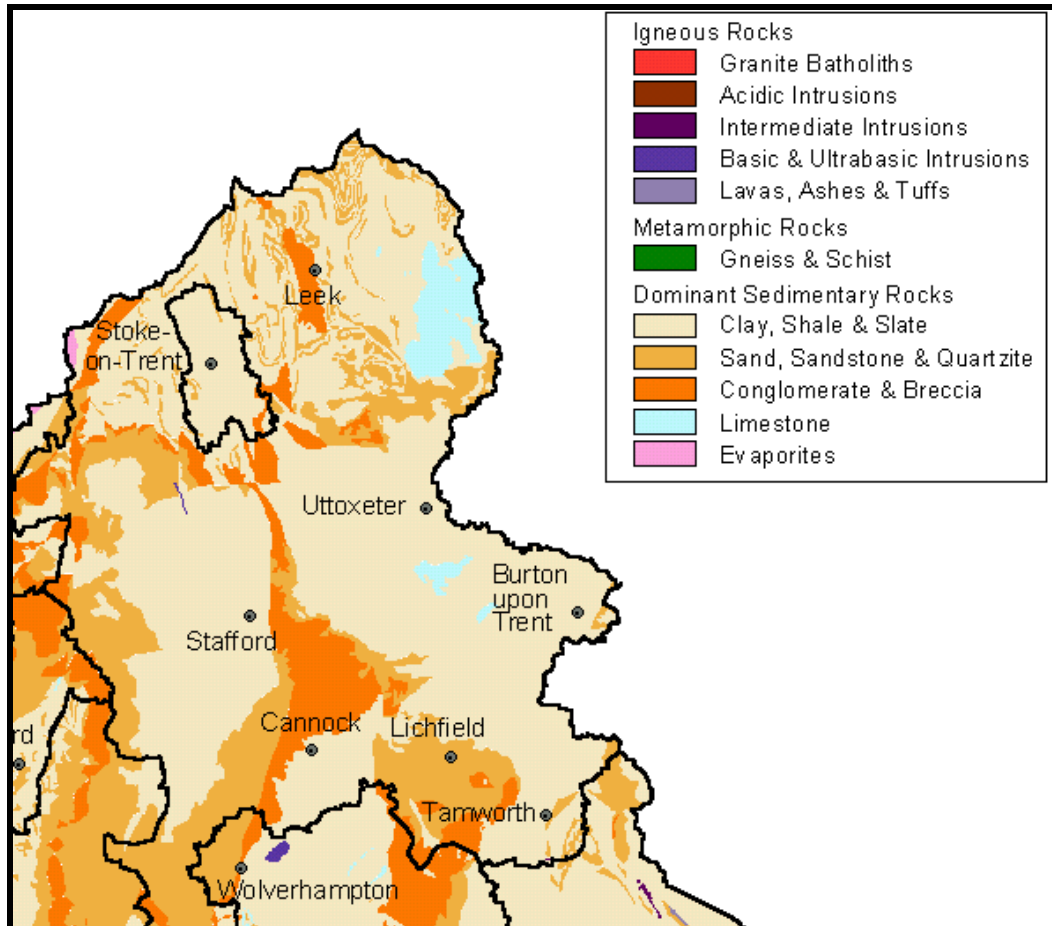 Igneous Rocks
Granite Batholiths
Acidic Intrusions
Intermediate Intrusions
Basic & Ultrabasic Intrusions
Lavas, Ashes & Tuffs
Metamorphic Rocks
Gneiss & Schist
Dominant Sedimentary Rocks
Clay, Shale & Slate
Sand, Sandstone & Quartzite
Conglomerate & Breccia
Limestone
Evaporites
Leek
Stoke-
on-Trent
Uttoxeter
Burton
upon
Trent
Stafford
Cannock
Lichfield
rd
Tamworth
Wolverhampton